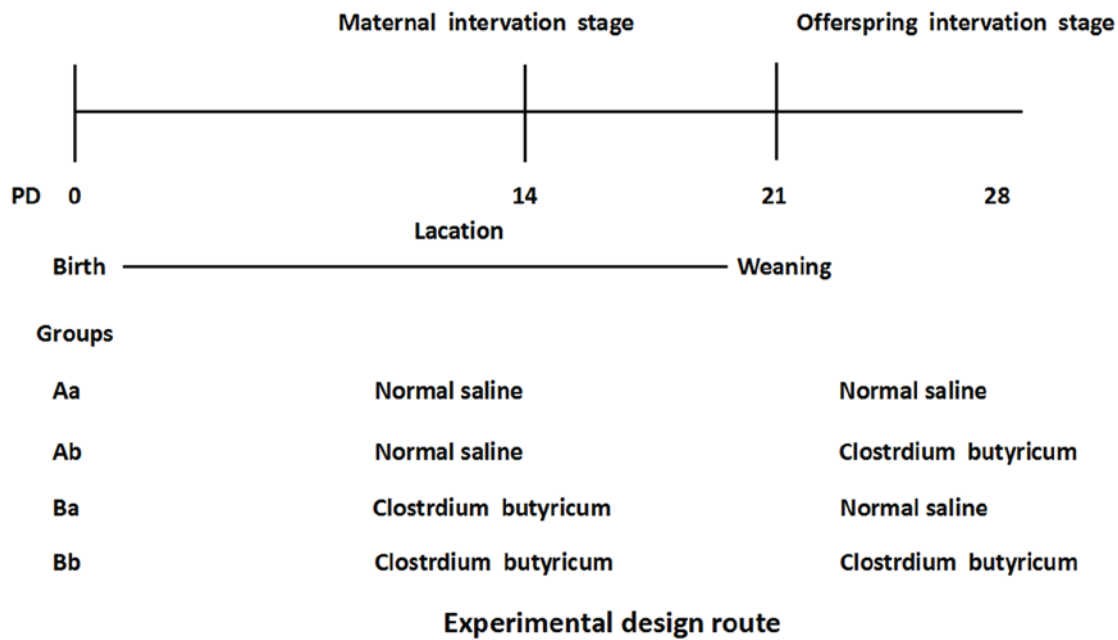 Maternal intervation stage Offerspring intervation stage
PD 0 14 21 28
Lacation
Birth Weaning
Groups
Aa Normal saline Normal saline
Ab Normal saline Clostrdium butyricum
Ba Clostrdium butyricum Normal saline
Bb Clostrdium butyricum Clostrdium butyricum
Experimental design route